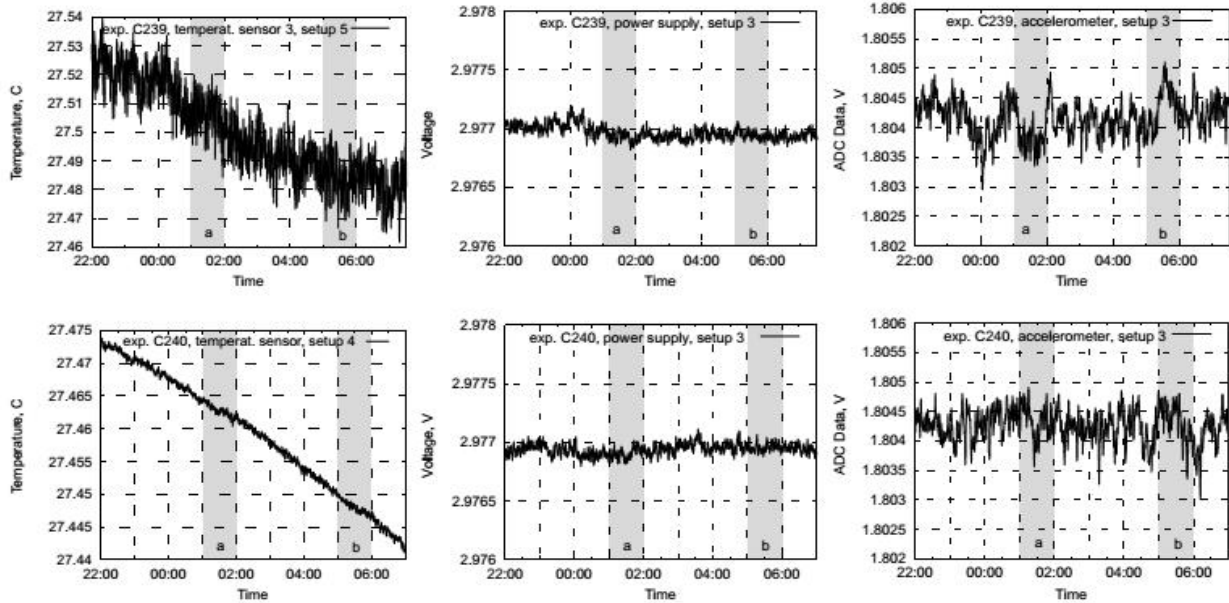 exp. C239, temperat. sensor 3, setup 5
Temperature, C
27.54
27.53
27.52
27.51
27.5
27.49
27.48
27.47
27.46
a
b
22:00 00:00 02:00 04:00 06:00
Time
exp. C239, power supply, setup 3
Voltage
2.978
2.9775
2.977
2.9765
2.976
a
b
22:00 00:00 02:00 04:00 06:00
Time
exp. C239, accelerometer, setup 3
ADC Data, V
1.806
1.8055
1.805
1.8045
1.804
1.8035
1.803
1.8025
1.802
a
b
22:00 00:00 02:00 04:00 06:00
Time
exp. C240, temperat. sensor, setup 4
Temperature, C
27.475
27.47
27.465
27.46
27.455
27.45
27.445
27.44
a
b
22:00 00:00 02:00 04:00 06:00
Time
exp. C240, power supply, setup 3
Voltage, V
2.978
2.9775
2.977
2.9765
2.976
a
b
22:00 00:00 02:00 04:00 06:00
Time
exp. C240, accelerometer, setup 3
ADC Data, V
1.806
1.8055
1.805
1.8045
1.804
1.8035
1.803
1.8025
1.802
a
b
22:00 00:00 02:00 04:00 06:00
Time